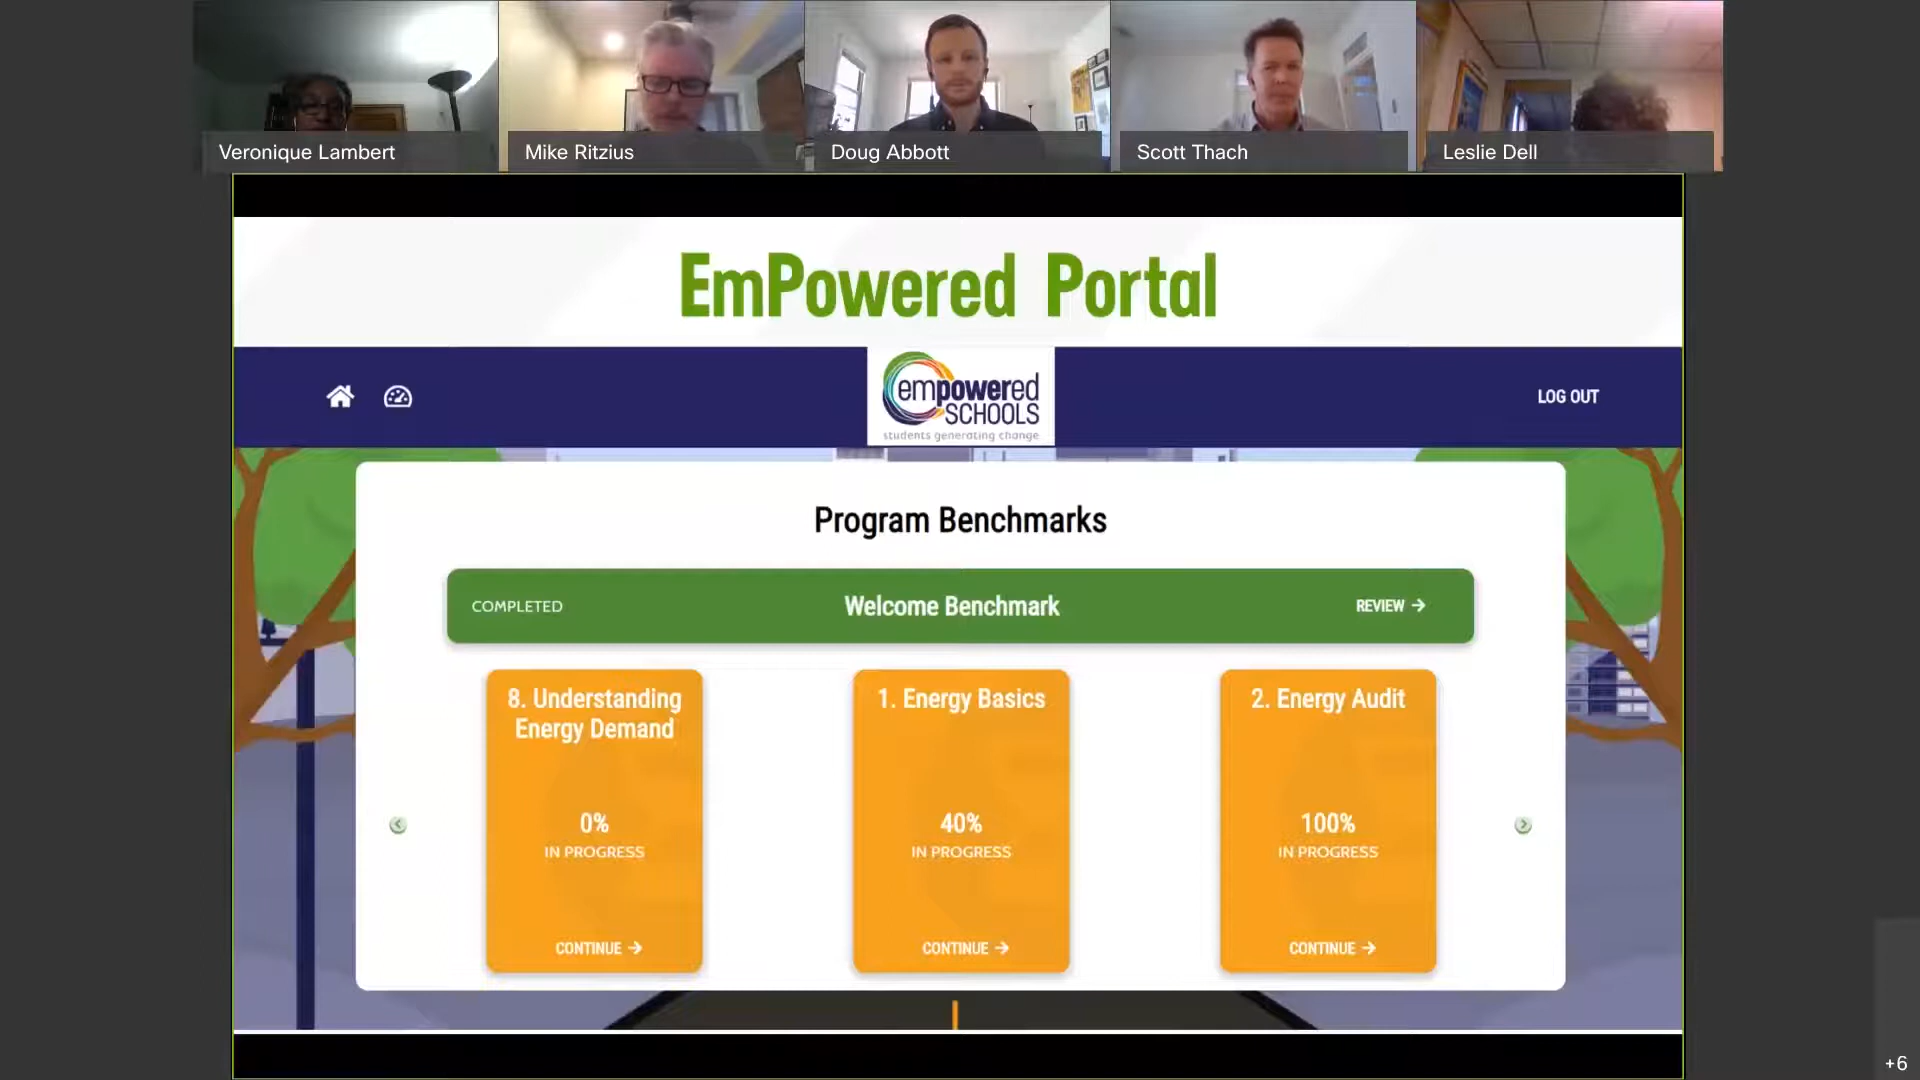 Veronique Lambert
Mike Ritzius
Doug Abbott
Scott Thach
Leslie Dell
EmPowered Portal
empowered
SCHOOLS
students generating change
LOG OUT
Program Benchmarks
COMPLETED
Welcome Benchmark
REVIEW →
8. Understanding
Energy Demand
0%
IN PROGRESS
CONTINUE →
1. Energy Basics
40%
IN PROGRESS
CONTINUE →
2. Energy Audit
100%
IN PROGRESS
CONTINUE →
+6